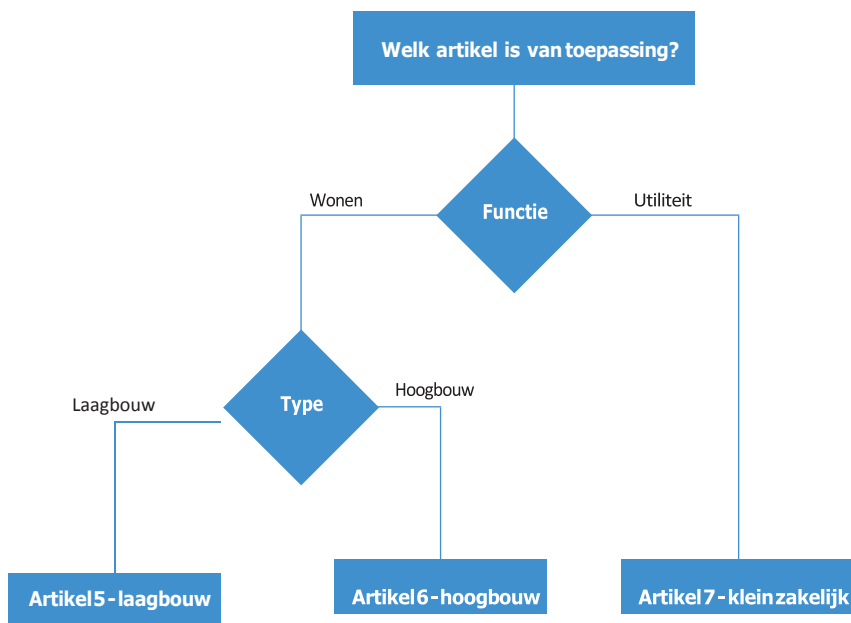 Welk artikel is van toepassing?
Wonen
Functie
Utiliteit
Laagbouw
Type
Hoogbouw
Artikel 5 - laagbouw
Artikel 6 - hoogbouw
Artikel 7 - klein zakelijk